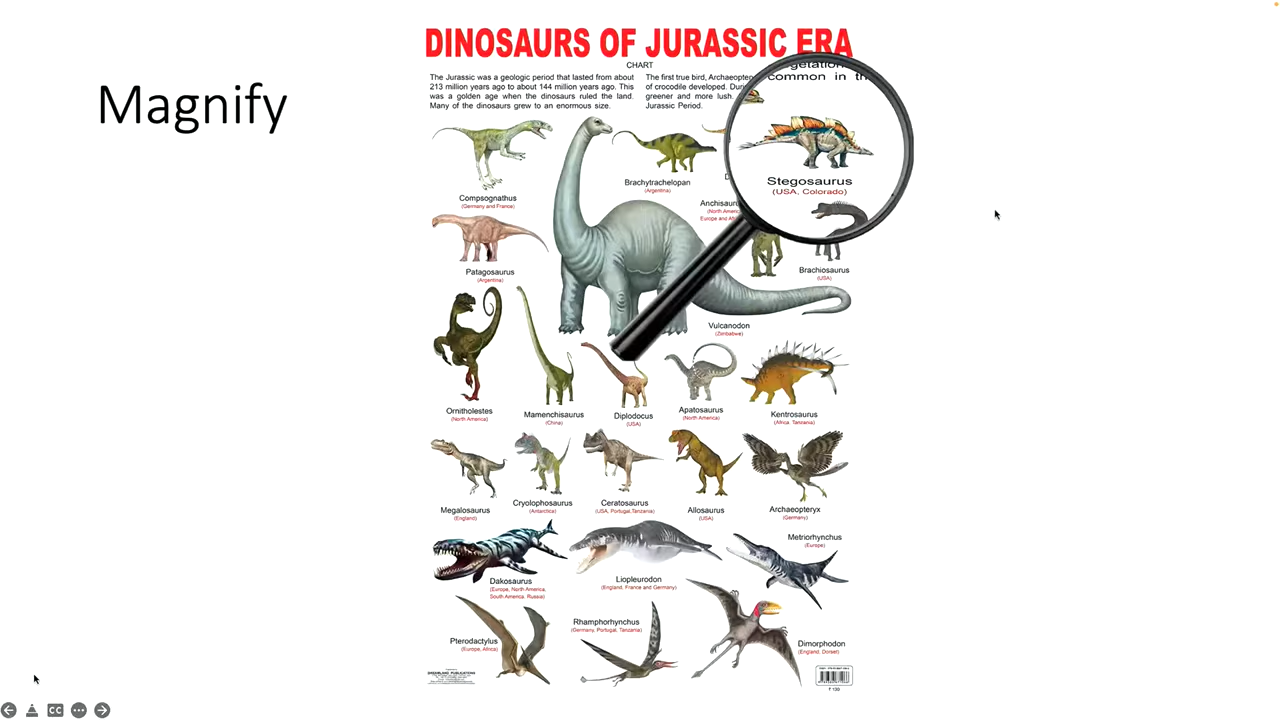 Magnify
DINOSAURS OF JURASSIC ERA
CHART
The Jurassic was a geologic period that lasted from about
213 million years ago to about 144 million years ago. This
was a golden age when the dinosaurs ruled the land.
Many of the dinosaurs grew to an enormous size.
The first true bird,
of crocodile developed.
greener and more lush.
Jurassic Period.
common in
Stegosaurus
(USA, Colorado)
Compsognathus
(Germany and France)
Brachytrachelopan
(Argentina)
Patagosaurus
(Argentina)
Brachiosaurus
(USA)
Vulcanodon
(Zimbabwe)
Ornitholestes
(North America)
Mamenchisaurus
(China)
Diplodocus
(USA)
Apatosaurus
(North America)
Kentrosaurus
(Africa Tanzania)
Megalosaurus
(England)
Cryolophosaurus
(Antarctica)
Ceratosaurus
(USA, Portugal, Tanzania)
Allosaurus
(USA)
Archaeopteryx
(Germany)
Dakosaurus
(Europe, North America,
South America, Russia)
Liopleurodon
(England, France and Germany)
Metriorhynchus
(Europe)
Pterodactylus
(Europe, Africa)
Rhamphorhynchus
(Germany, Portugal, Tanzania)
Dimorphodon
(England, Dorset)
DREAMLAND PUBLICATIONS
CC